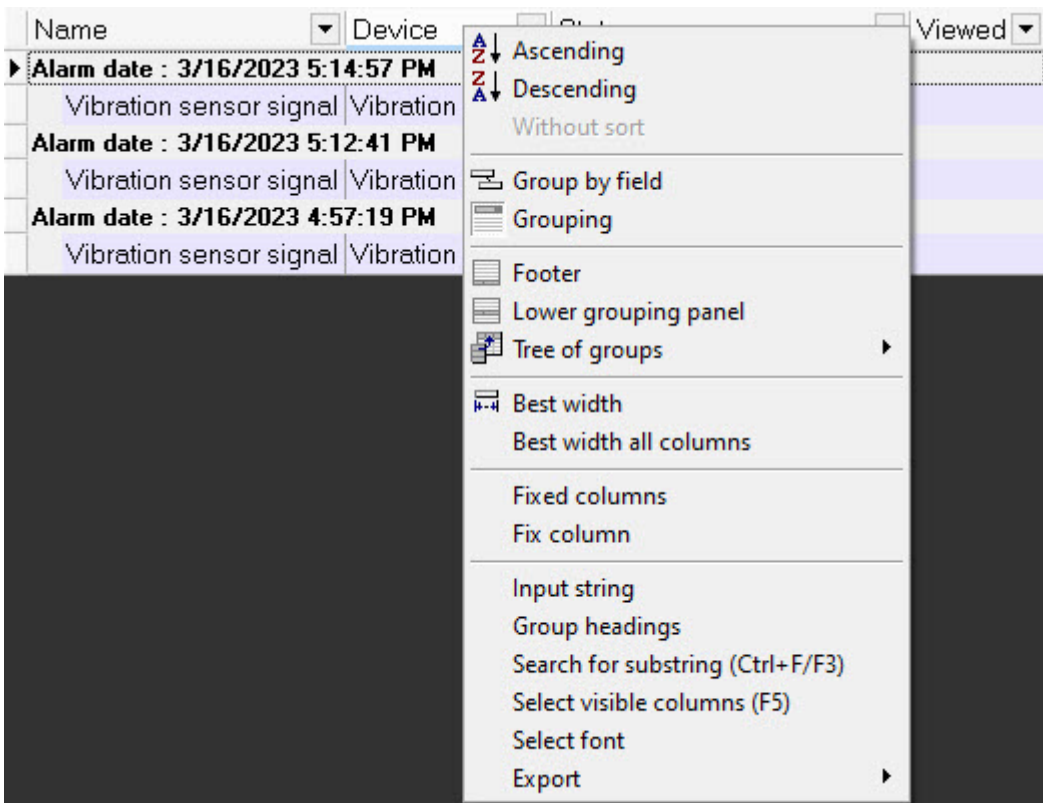 Name Device Viewed
Alarm date : 3/16/2023 5:14:57 PM
Vibration sensor signal Vibration
Alarm date : 3/16/2023 5:12:41 PM
Vibration sensor signal Vibration
Alarm date : 3/16/2023 4:57:19 PM
Vibration sensor signal Vibration
Ascending
Descending
Without sort
Group by field
Grouping
Footer
Lower grouping panel
Tree of groups
Best width
Best width all columns
Fixed columns
Fix column
Input string
Group headings
Search for substring (Ctrl+F/F3)
Select visible columns (F5)
Select font
Export